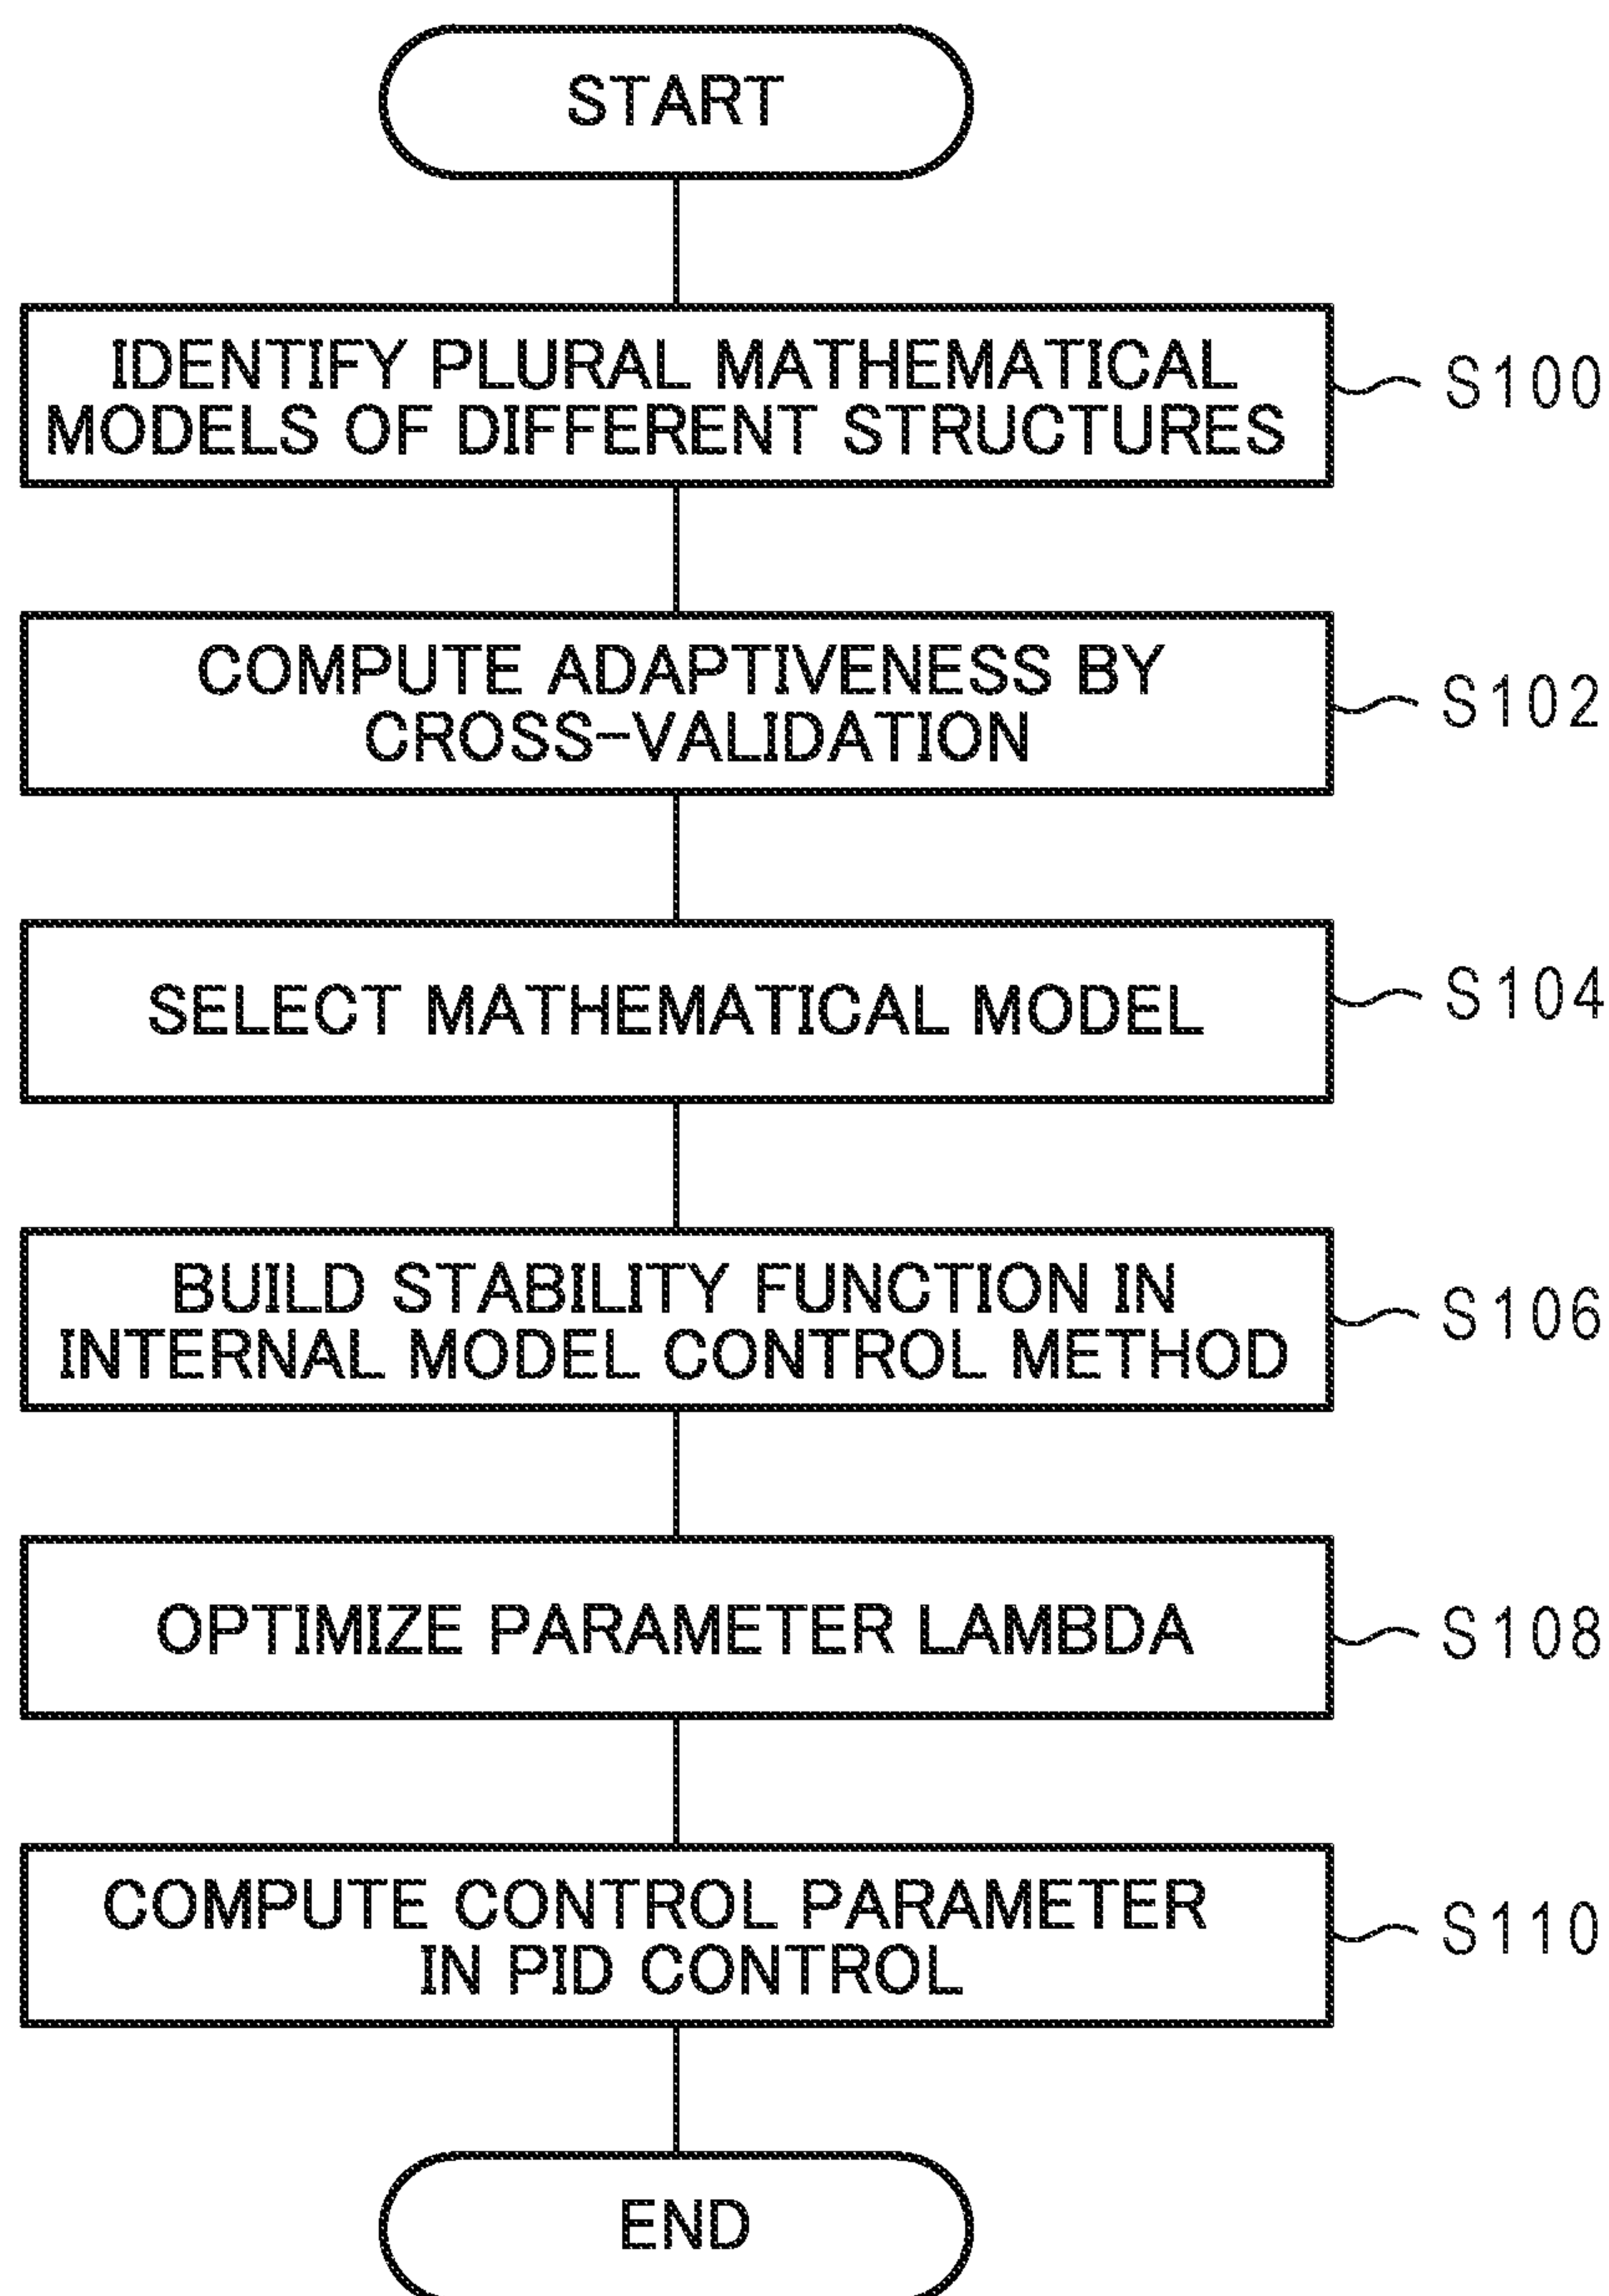 START
IDENTIFY PLURAL MATHEMATICAL
MODELS OF DIFFERENT STRUCTURES
S100
COMPUTE ADAPTIVENESS BY
CROSS-VALIDATION
S102
SELECT MATHEMATICAL MODEL
S104
BUILD STABILITY FUNCTION IN
INTERNAL MODEL CONTROL METHOD
S106
OPTIMIZE PARAMETER LAMBDA
S108
COMPUTE CONTROL PARAMETER
IN PID CONTROL
S110
END